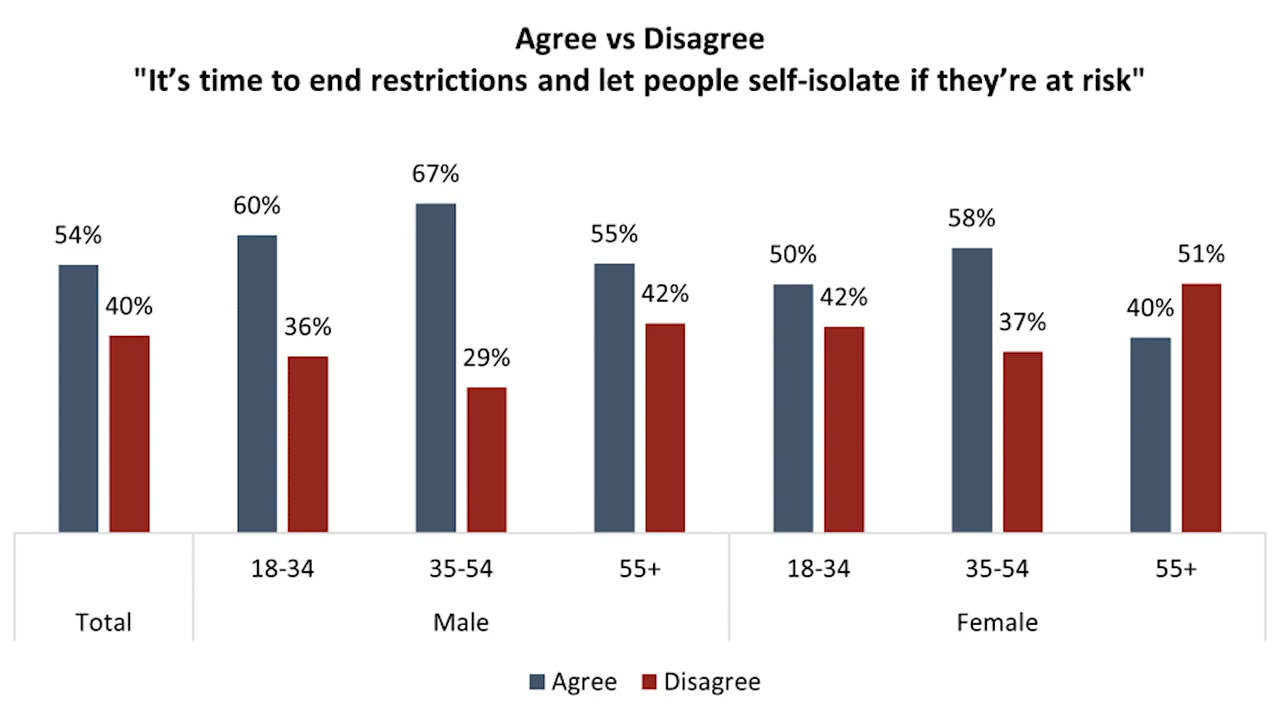 Agree vs Disagree
"It’s time to end restrictions and let people self-isolate if they’re at risk"
54%
40%
60%
36%
67%
29%
55%
42%
50%
42%
58%
37%
40%
51%
18-34
35-54
55+
18-34
35-54
55+
Total
Male
Female
Agree
Disagree